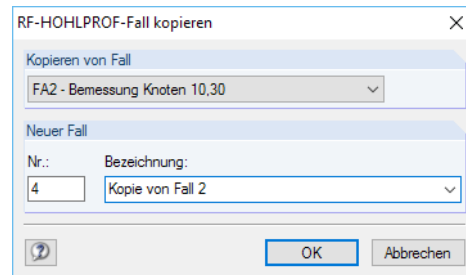 RF-HOHLPROF-Fall kopieren
Kopieren von Fall
FA2 - Bemessung Knoten 10,30
Neuer Fall
Nr.: Bezeichnung:
4 Kopie von Fall 2
OK Abbrechen